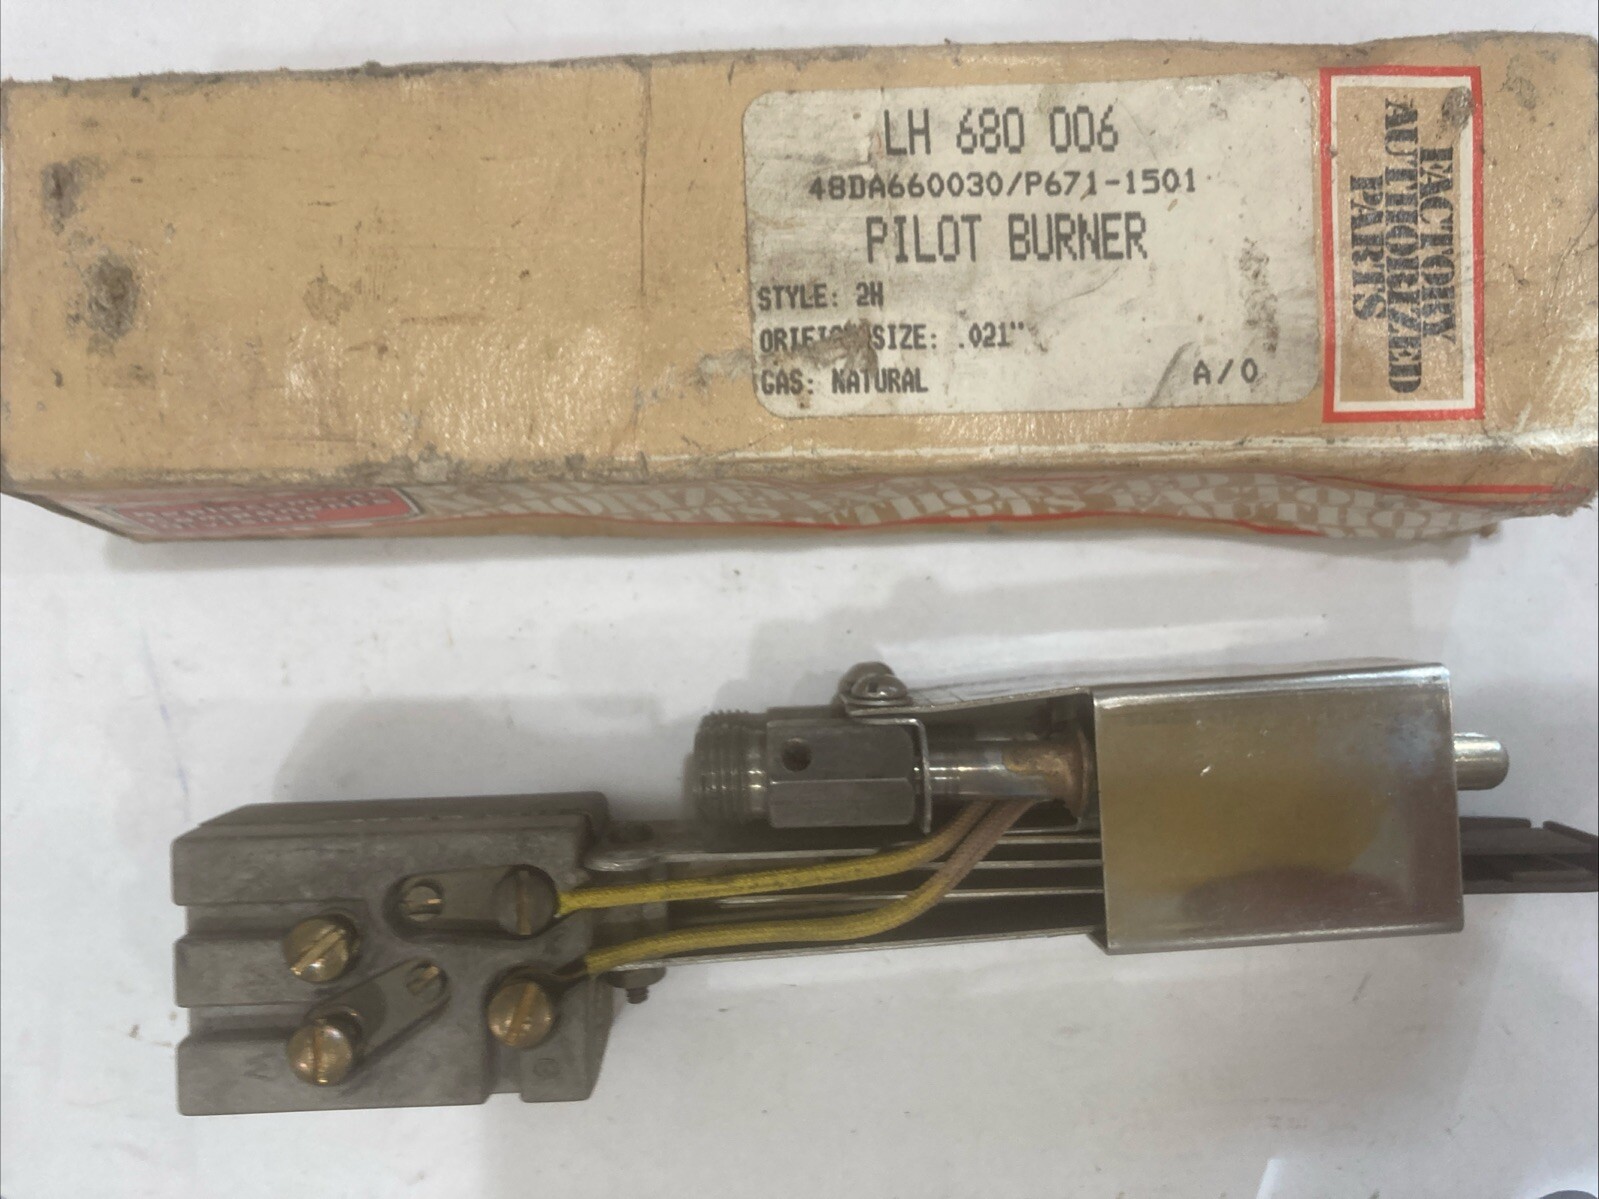 LH 680 006
48DA660030/P671-1501
PILOT BURNER
STYLE: 2H
SIZE: .021"
GAS: NATURAL
A/O
FACTORY
AUTHORIZED
PARTS